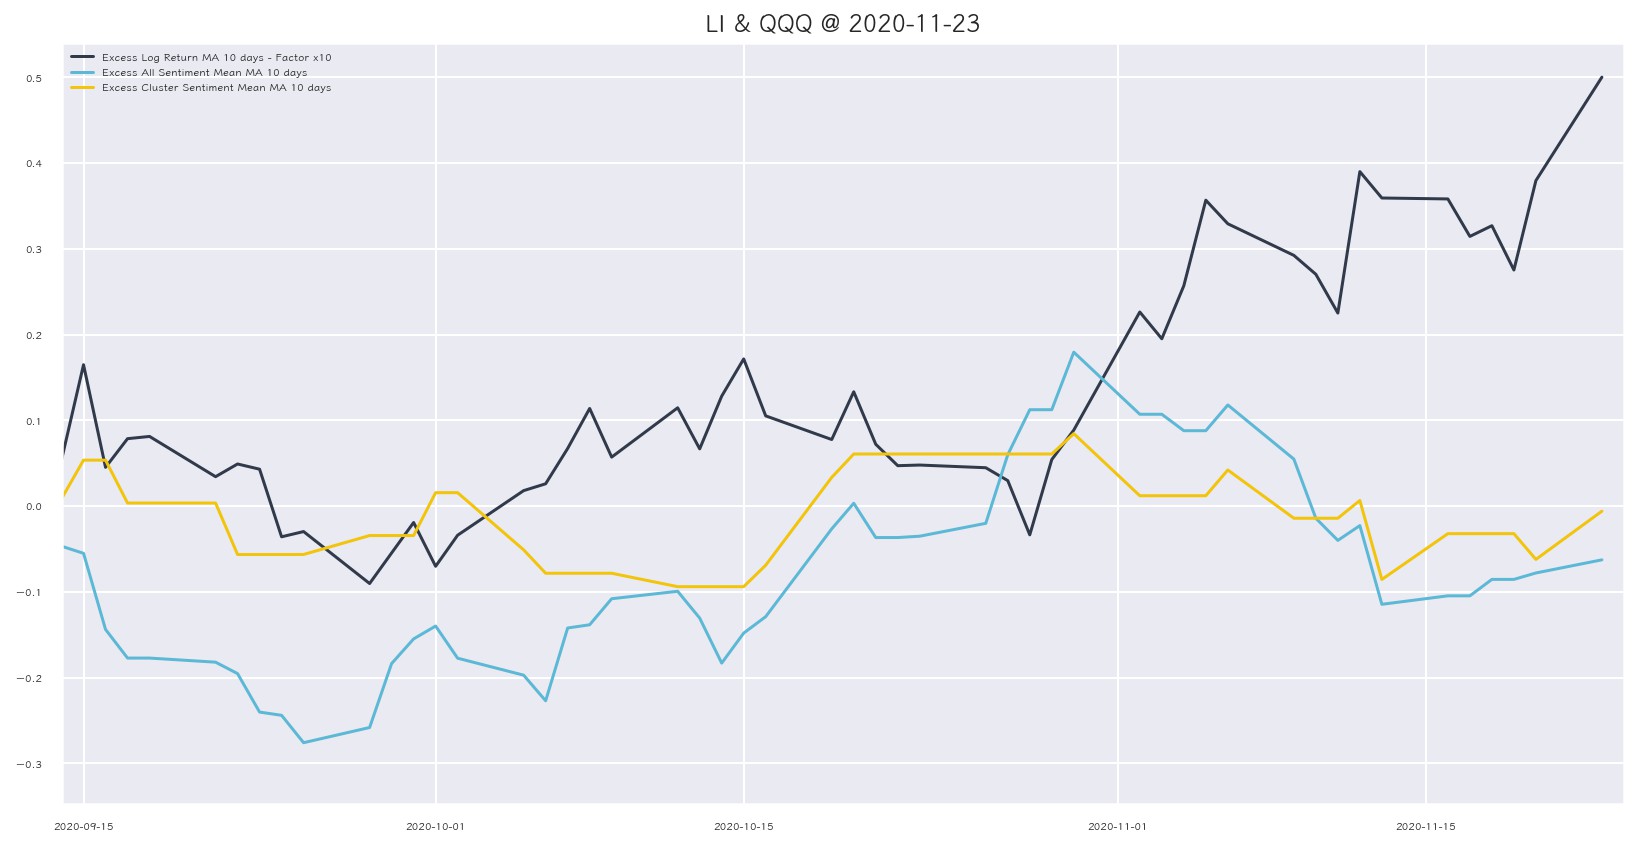 LI & QQQ @ 2020-11-23
Excess Log Return MA 10 days - Factor x10
Excess All Sentiment Mean MA 10 days
Excess Cluster Sentiment Mean MA 10 days
0.5
0.4
0.3
0.2
0.1
0.0
−0.1
−0.2
−0.3
2020-09-15 2020-10-01 2020-10-15 2020-11-01 2020-11-15